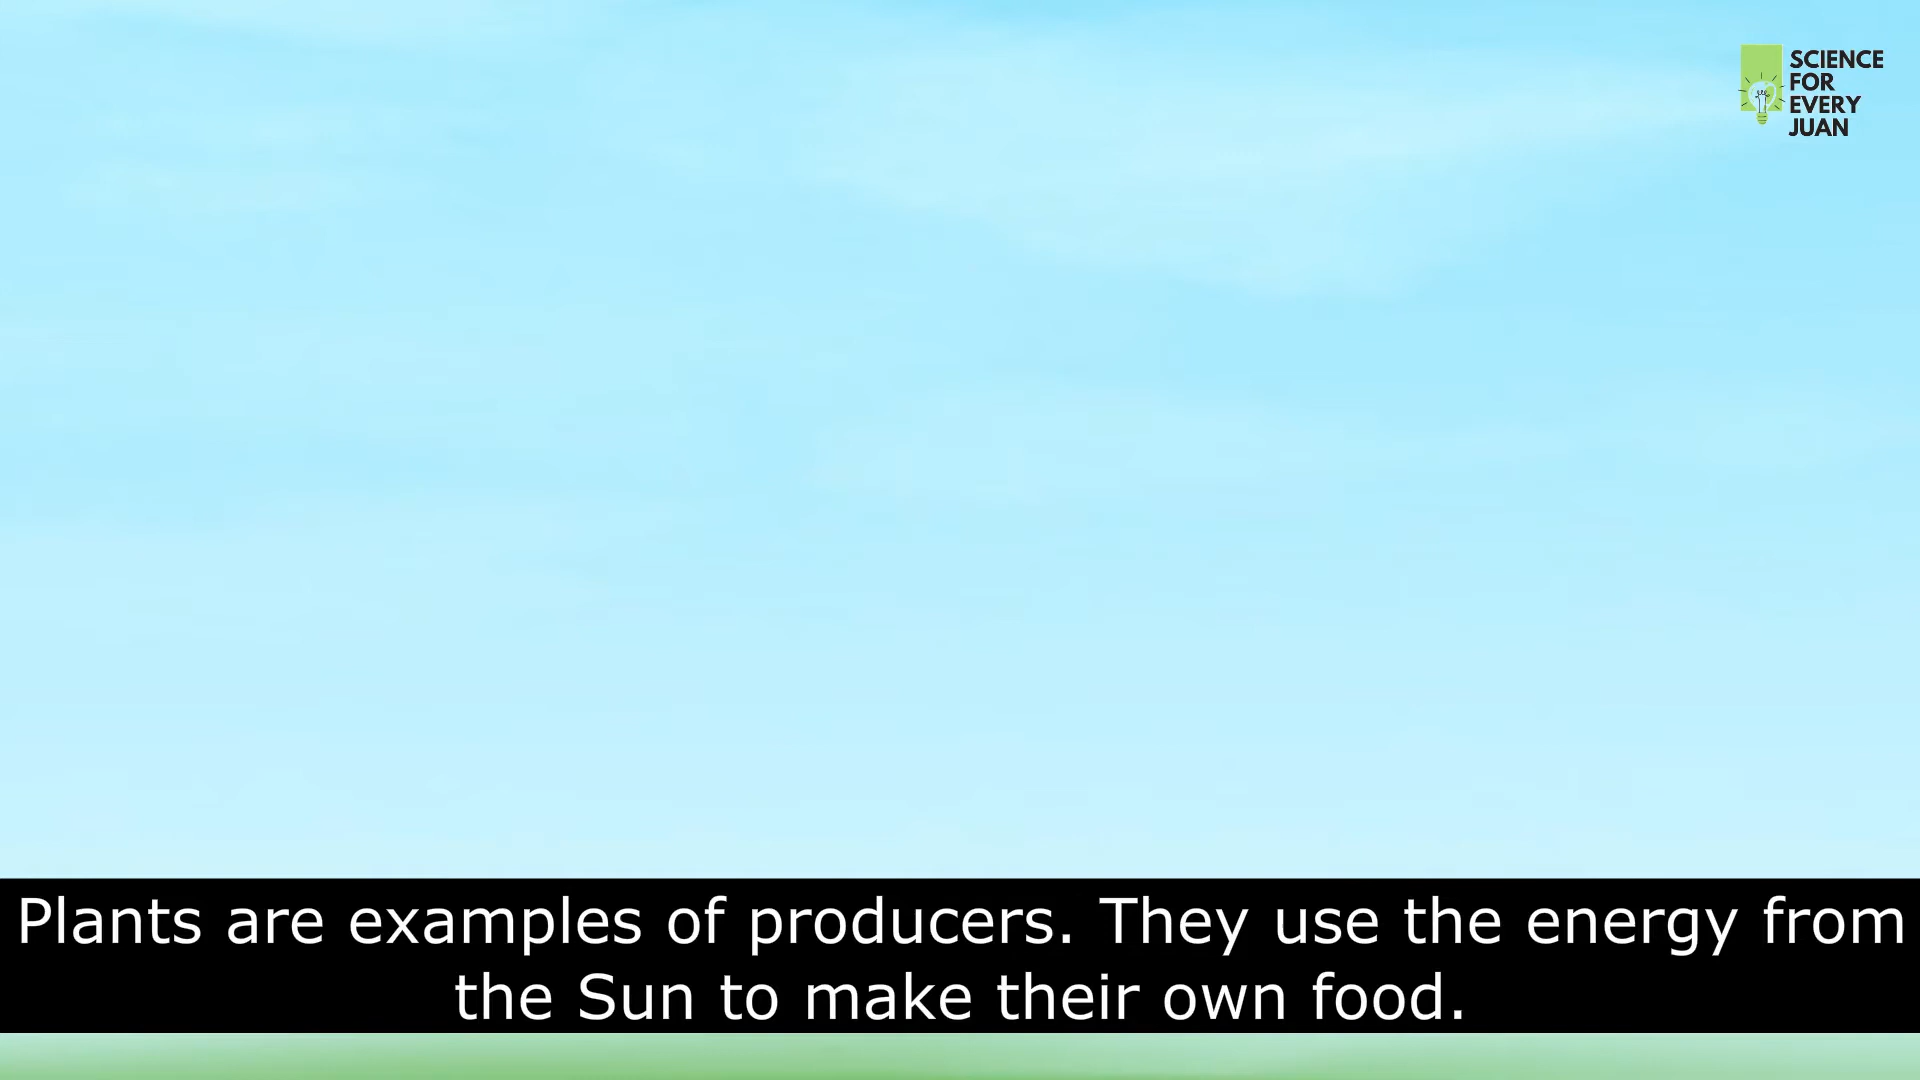 SCIENCE
FOR
EVERY
JUAN
Plants are examples of producers. They use the energy from
the Sun to make their own food.